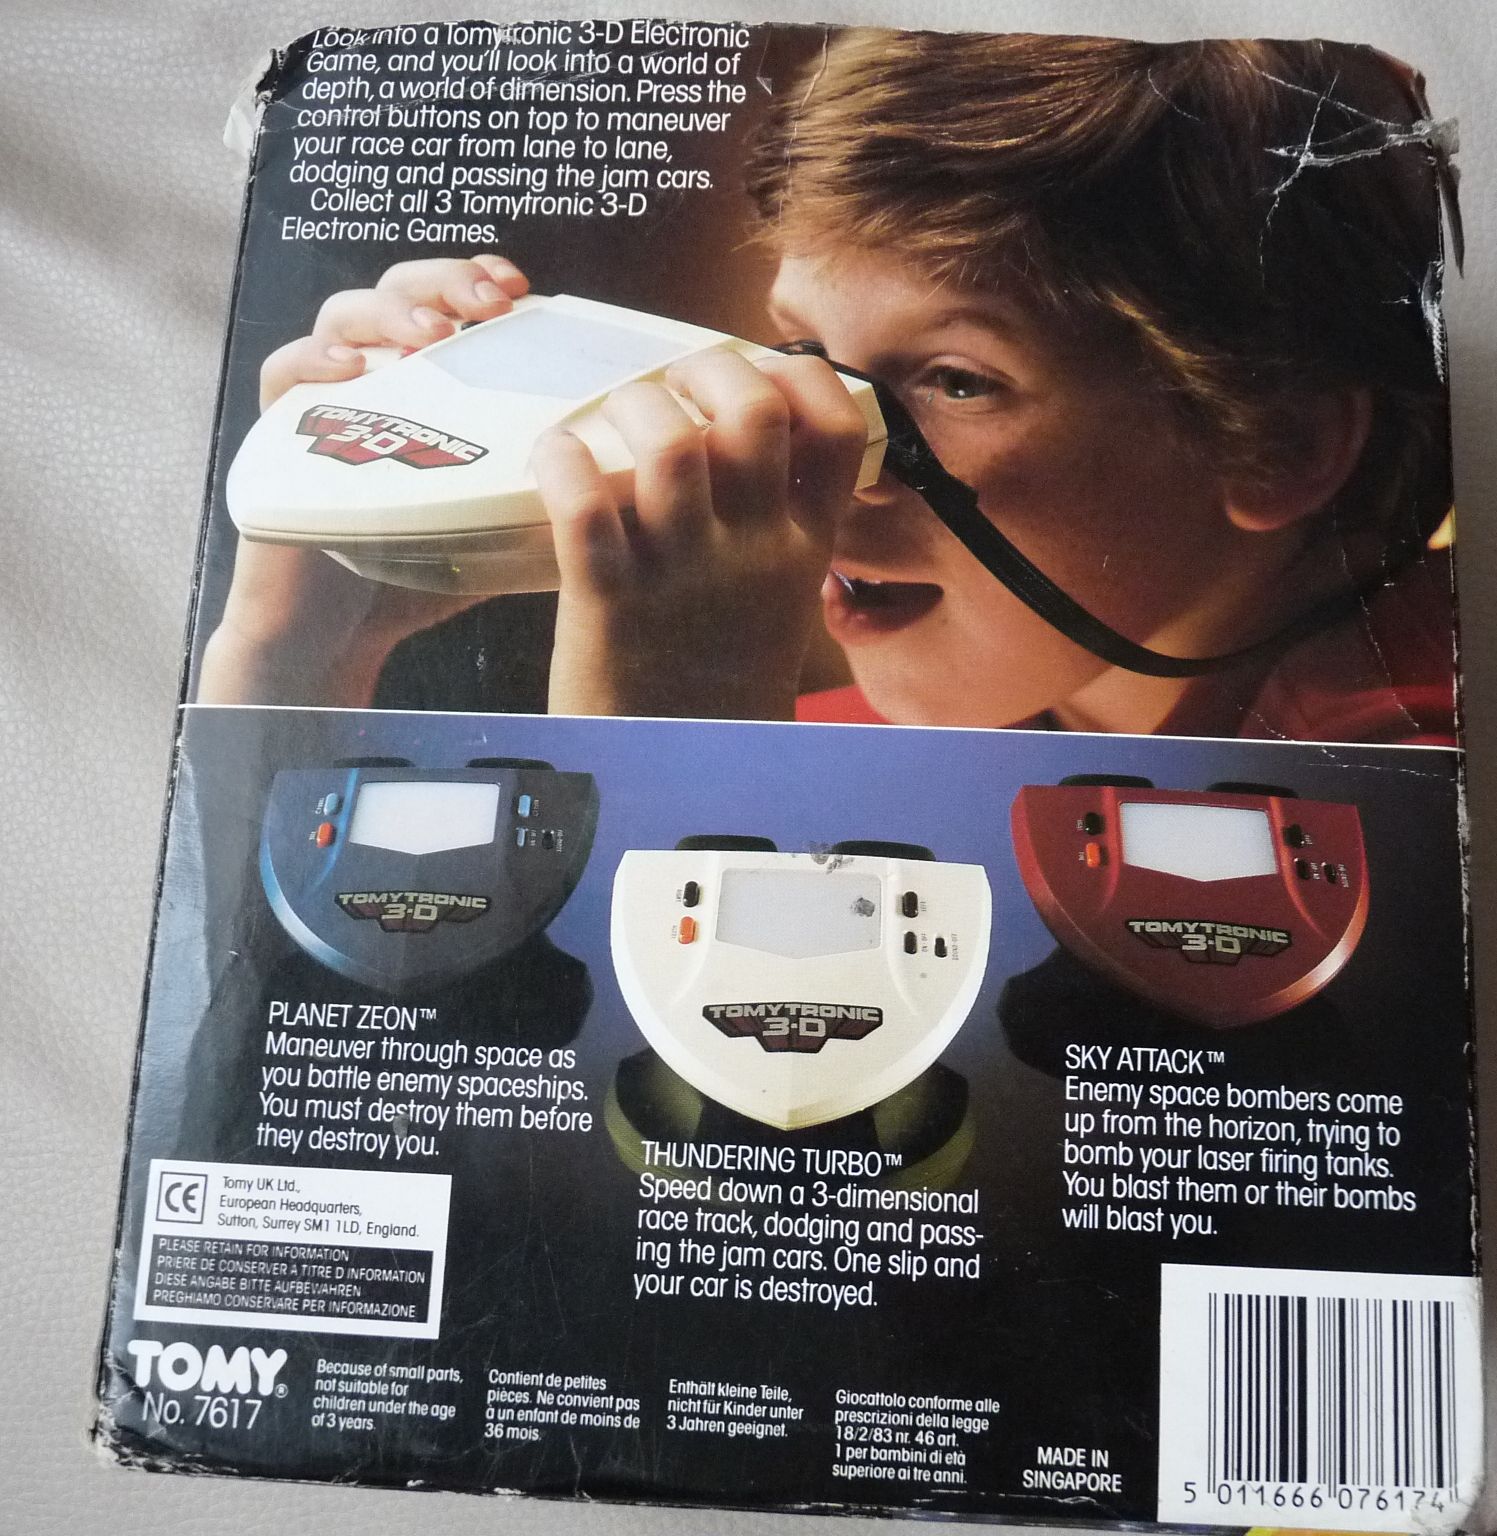 Look into a Tomytronic 3-D Electronic
Game, and you'll look into a world of
depth, a world of dimension. Press the
control buttons on top to maneuver
your race car from lane to lane,
dodging and passing the jam cars.
Collect all 3 Tomytronic 3-D
Electronic Games.
TOMYTRONIC
3-D
TOMYTRONIC
3-D
TOMYTRONIC
3-D
TOMYTRONIC
3-D
PLANET ZEON™
Maneuver through space as
you battle enemy spaceships.
You must destroy them before
they destroy you.
THUNDERING TURBO™
Speed down a 3-dimensional
race track, dodging and pass-
ing the jam cars. One slip and
your car is destroyed.
SKY ATTACK™
Enemy space bombers come
up from the horizon, trying to
bomb your laser firing tanks.
You blast them or their bombs
will blast you.
CE
Tomy UK Ltd.,
European Headquarters,
Sutton, Surrey SM1 1LD, England.
PLEASE RETAIN FOR INFORMATION
PRIERE DE CONSERVER A TITRE D INFORMATION
DIESE ANGABE BITTE AUFBEWAHREN
PREGHIAMO CONSERVARE PER INFORMAZIONE
TOMY®
No. 7617
Because of small parts,
not suitable for
children under the age
of 3 years.
Contient de petites
pièces. Ne convient pas
à un enfant de moins de
36 mois.
Enthält kleine Teile,
nicht für Kinder unter
3 Jahren geeignet.
Giocattolo conforme alle
prescrizioni della legge
18/2/83 nr. 46 art.
1 per bambini di età
superiore ai tre anni.
MADE IN
SINGAPORE
5 011666 076174